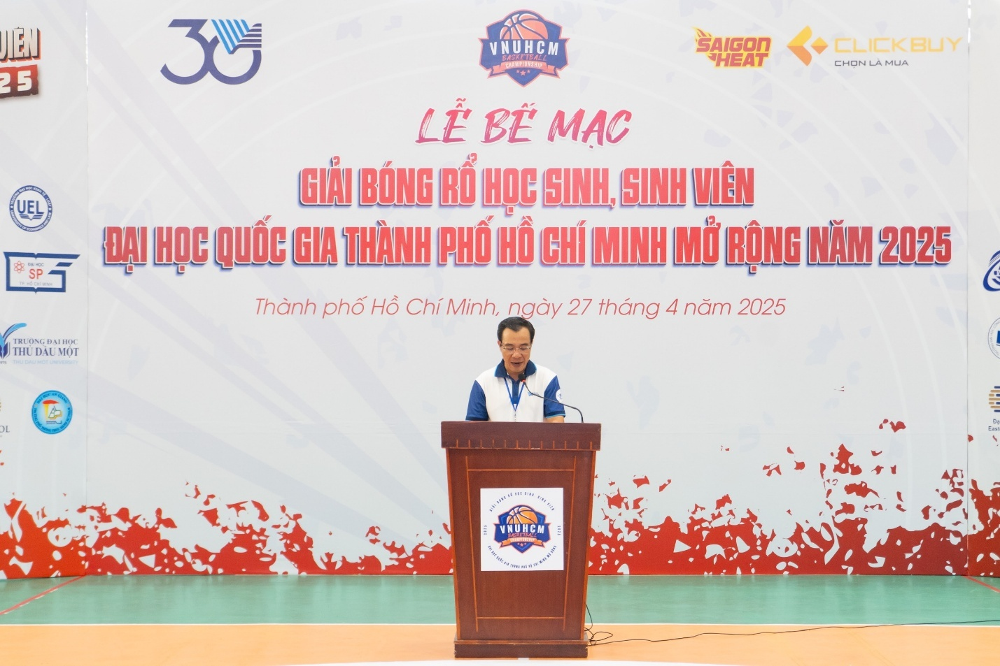 VIÊN
25
30
VNUHCM
BASKETBALL
CHAMPIONSHIP
SAIGON
HEAT
CLICKBUY
CHỌN LÀ MUA
LỄ BẾ MẠC
GIẢI BÓNG RỔ HỌC SINH, SINH VIÊN
ĐẠI HỌC QUỐC GIA THÀNH PHỐ HỒ CHÍ MINH MỞ RỘNG NĂM 2025
Thành phố Hồ Chí Minh, ngày 27 tháng 4 năm 2025
UEL
ĐẠI HỌC
SP
TP. HỒ CHÍ MINH
TRƯỜNG ĐẠI HỌC
THỦ DẦU MỘT
THU DAU MOT UNIVERSITY
GIẢI BÓNG RỔ HỌC SINH, SINH VIÊN
2025
2025
VNUHCM
BASKETBALL
CHAMPIONSHIP
ĐẠI HỌC QUỐC GIA THÀNH PHỐ HỒ CHÍ MINH MỞ RỘNG